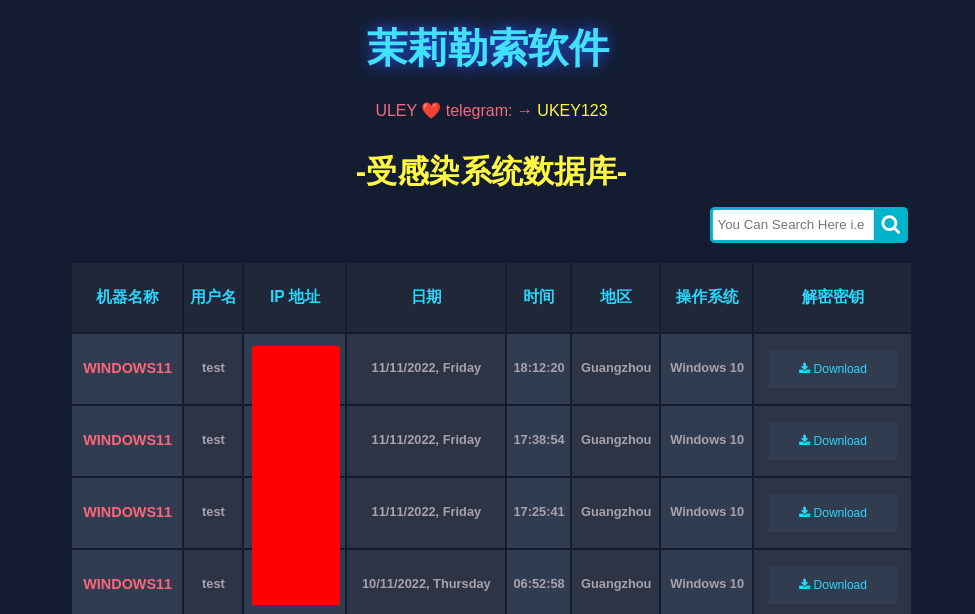 茉莉勒索软件
ULEY ❤️ telegram: → UKEY123
-受感染系统数据库-
You Can Search Here i.e
机器名称 用户名 IP 地址 日期 时间 地区 操作系统 解密密钥
WINDOWS11 test 11/11/2022, Friday 18:12:20 Guangzhou Windows 10 Download
WINDOWS11 test 11/11/2022, Friday 17:38:54 Guangzhou Windows 10 Download
WINDOWS11 test 11/11/2022, Friday 17:25:41 Guangzhou Windows 10 Download
WINDOWS11 test 10/11/2022, Thursday 06:52:58 Guangzhou Windows 10 Download